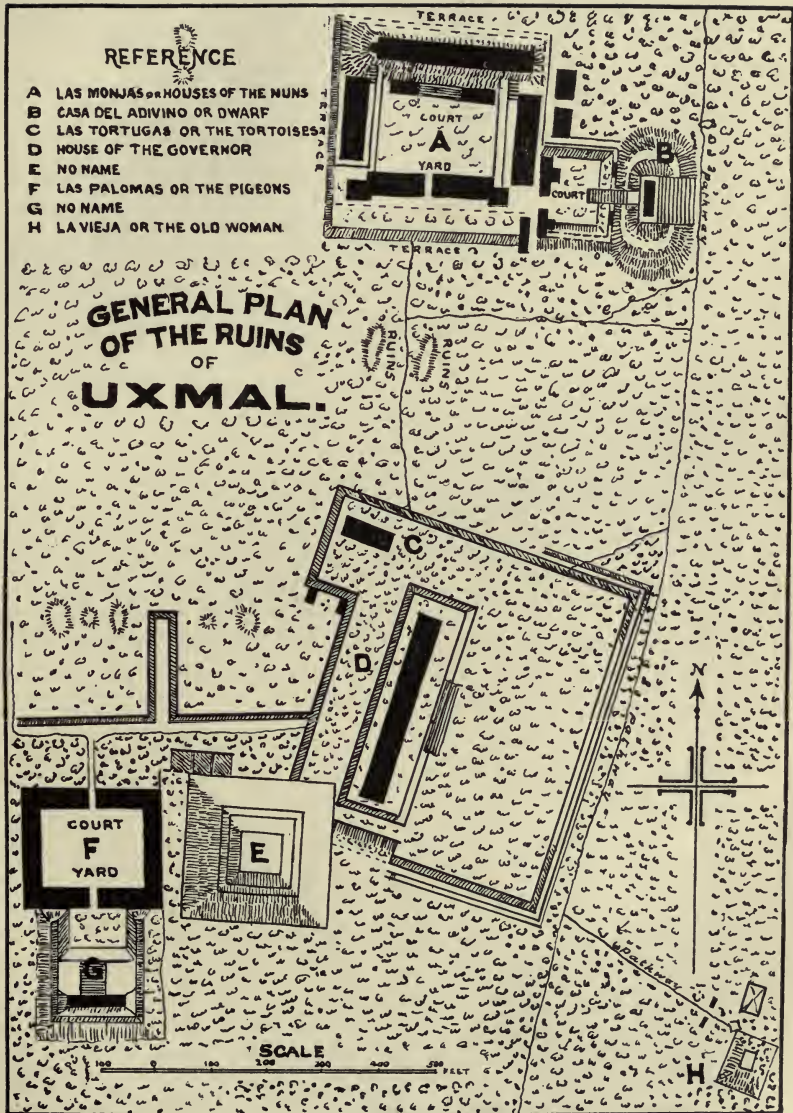 REFERENCE
A LAS MONJAS OR HOUSES OF THE NUNS
B CASA DEL ADIVINO OR DWARF
C LAS TORTUGAS OR THE TORTOISES
D HOUSE OF THE GOVERNOR
E NO NAME
F LAS PALOMAS OR THE PIGEONS
G NO NAME
H LA VIEJA OR THE OLD WOMAN.
TERRACE
TERRACE
COURT
A
YARD
TERRACE
COURT
B
pathway
GENERAL PLAN
OF THE RUINS
OF
UXMAL.
RUINS
RUINS
C
D
N
pathway
COURT
F
YARD
E
G
pathway
H
SCALE
100 0 100 200 300 400 500 FEET